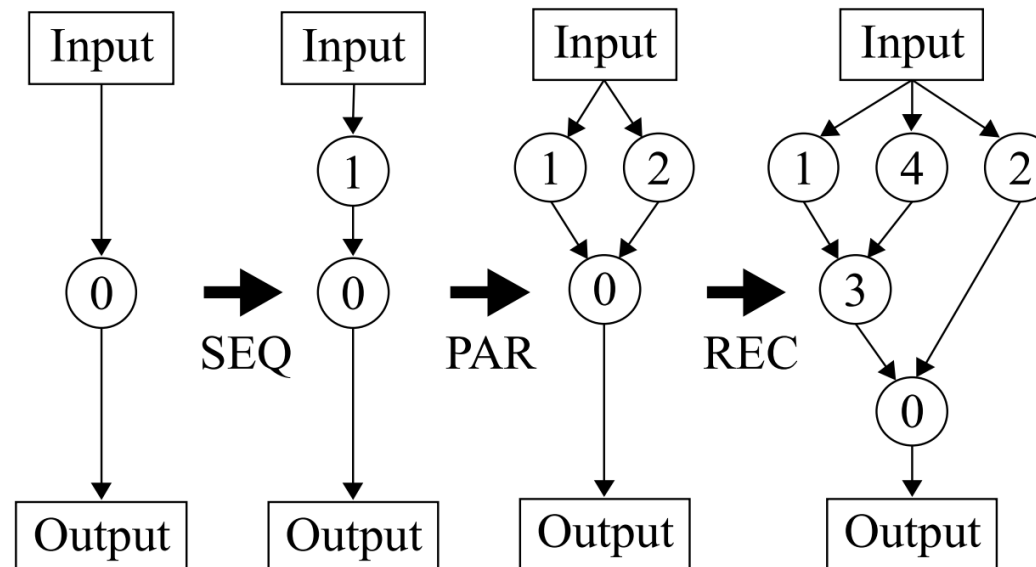 Input Input Input Input
1 1 2 1 4 2
0 0 0 3
SEQ PAR REC
0
Output Output Output Output